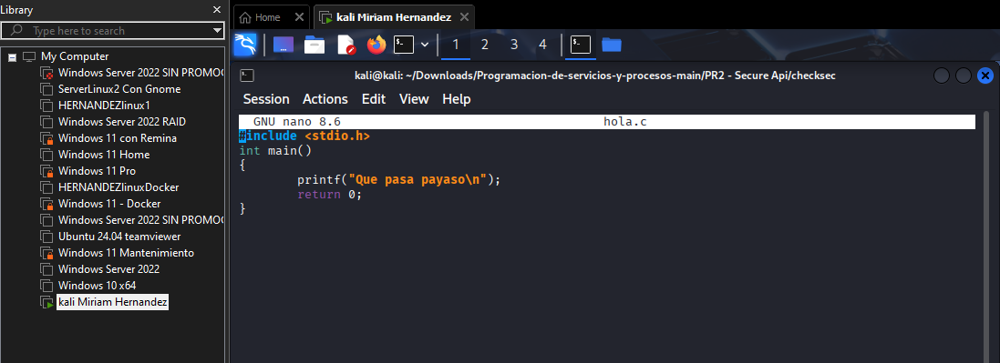 Library
Type here to search
My Computer
Windows Server 2022 SIN PROMOC
ServerLinux2 Con Gnome
HERNANDEZlinux1
Windows Server 2022 RAID
Windows 11 con Remina
Windows 11 Home
Windows 11 Pro
HERNANDEZlinuxDocker
Windows 11 - Docker
Windows Server 2022 SIN PROMOC
Ubuntu 24.04 teamviewer
Windows 11 Mantenimiento
Windows Server 2022
Windows 10 x64
kali Miriam Hernandez
Home
kali Miriam Hernandez
1 2 3 4
kali@kali: ~/Downloads/Programacion-de-servicios-y-procesos-main/PR2 - Secure Api/checksec
Session Actions Edit View Help
GNU nano 8.6 hola.c
#include <stdio.h>
int main()
{
printf("Que pasa payaso\n");
return 0;
}